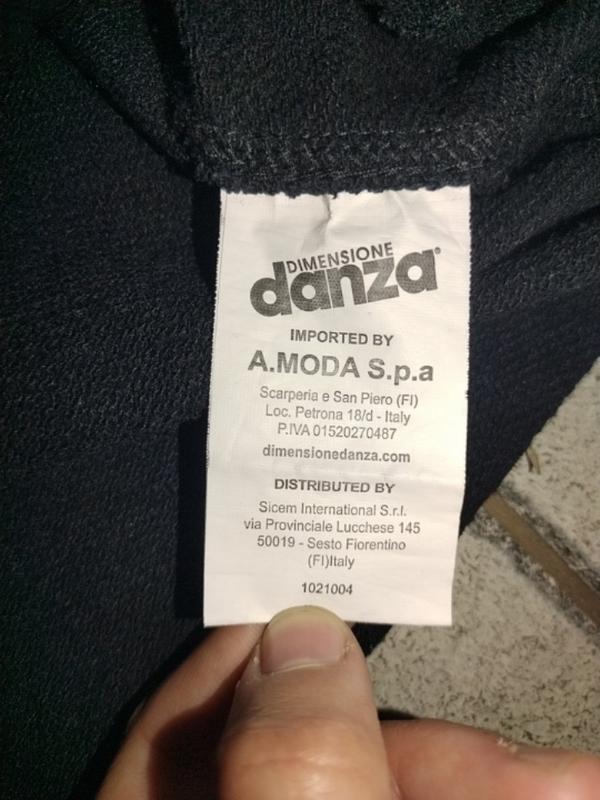 DIMENSIONE
danza®
IMPORTED BY
A.MODA S.p.a
Scarperia e San Piero (FI)
Loc. Petrona 18/d - Italy
P.IVA 01520270487
dimensionedanza.com
DISTRIBUTED BY
Sicem International S.r.l.
via Provinciale Lucchese 145
50019 - Sesto Fiorentino
(FI)Italy
1021004